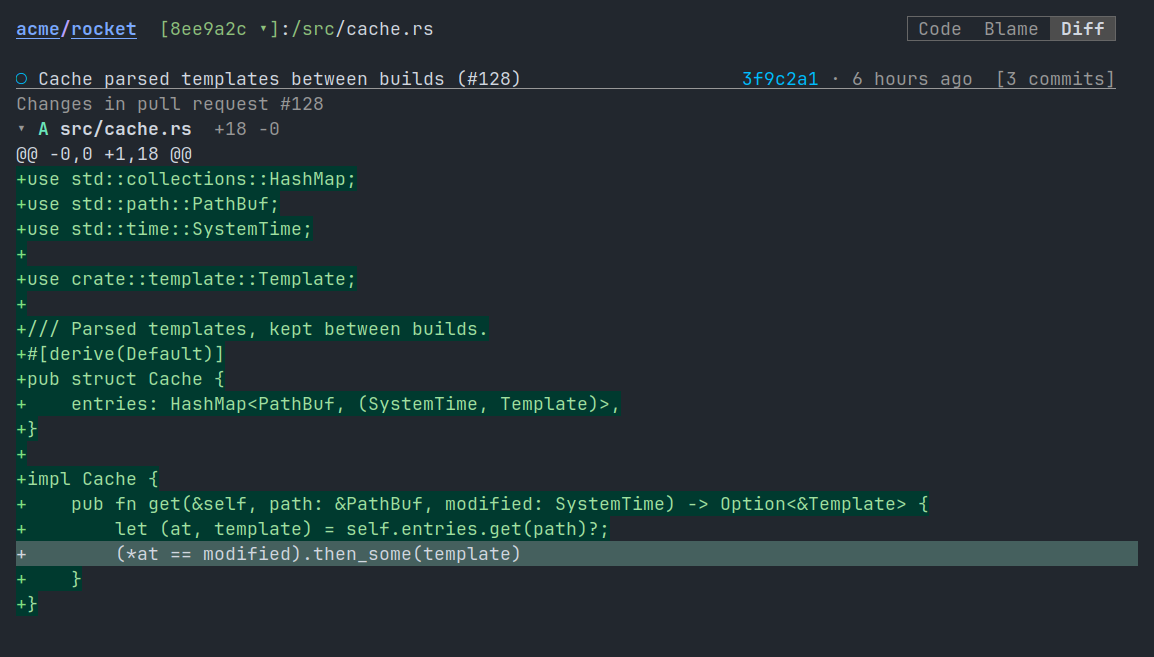 acme/rocket [8ee9a2c ▾]:/src/cache.rs Code Blame Diff
○ Cache parsed templates between builds (#128) 3f9c2a1 · 6 hours ago [3 commits]
Changes in pull request #128
▾ A src/cache.rs +18 -0
@@ -0,0 +1,18 @@
+use std::collections::HashMap;
+use std::path::PathBuf;
+use std::time::SystemTime;
+
+use crate::template::Template;
+
+/// Parsed templates, kept between builds.
+#[derive(Default)]
+pub struct Cache {
+    entries: HashMap<PathBuf, (SystemTime, Template)>,
+}
+
+impl Cache {
+    pub fn get(&self, path: &PathBuf, modified: SystemTime) -> Option<&Template> {
+        let (at, template) = self.entries.get(path)?;
+        (*at == modified).then_some(template)
+    }
+}